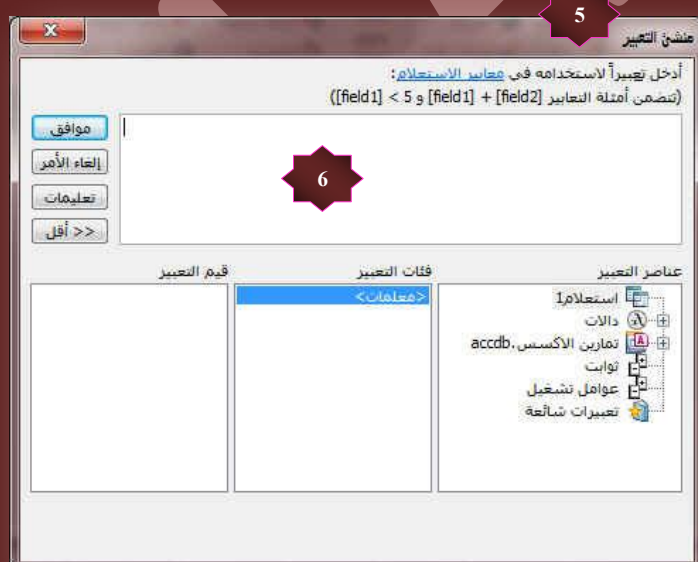 5
منشئ التعبير
أدخل تعبيراً لاستخدامه في معايير الاستعلام:
(تتضمن أمثلة التعابير [field1] + [field2] و [field1] < 5)
موافق
إلغاء الأمر
تعليمات
<< أقل
6
عناصر التعبير
فئات التعبير
قيم التعبير
استعلام1
دالات
تمارين الاكسس.accdb
ثوابت
عوامل تشغيل
تعبيرات شائعة
<معلمات>